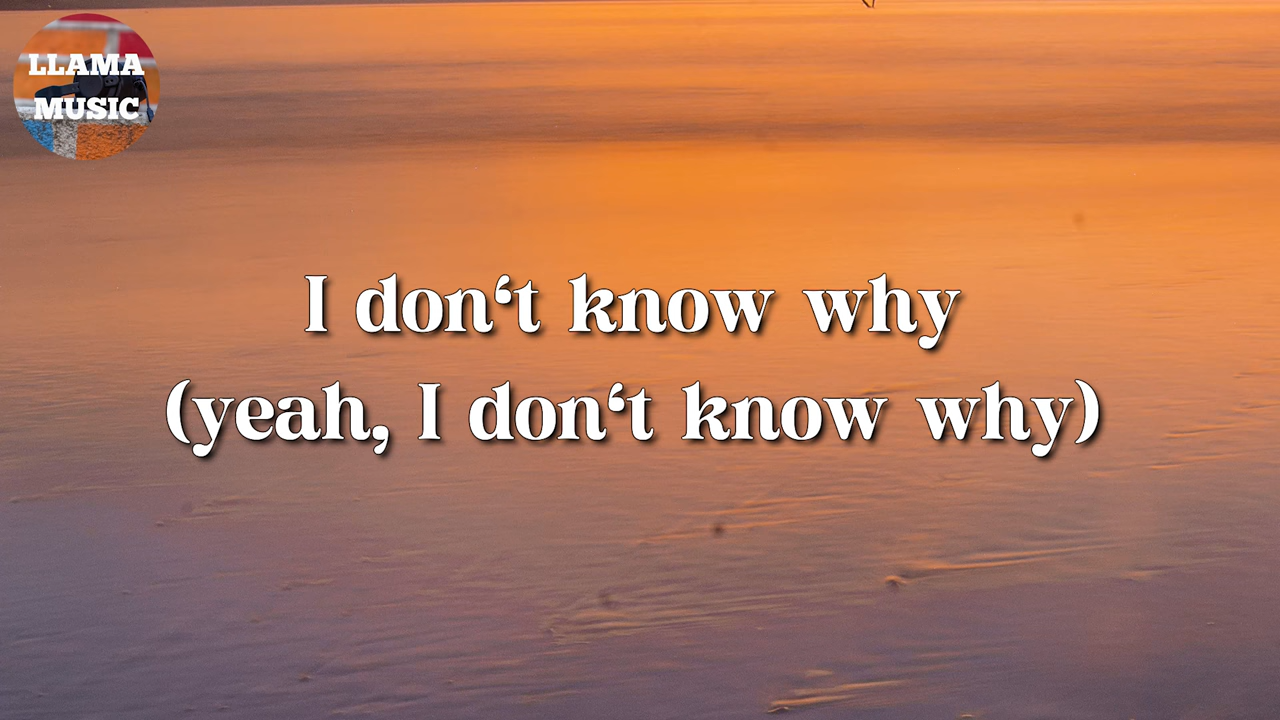 LLAMA
MUSIC
I don‘t know why
(yeah, I don‘t know why)